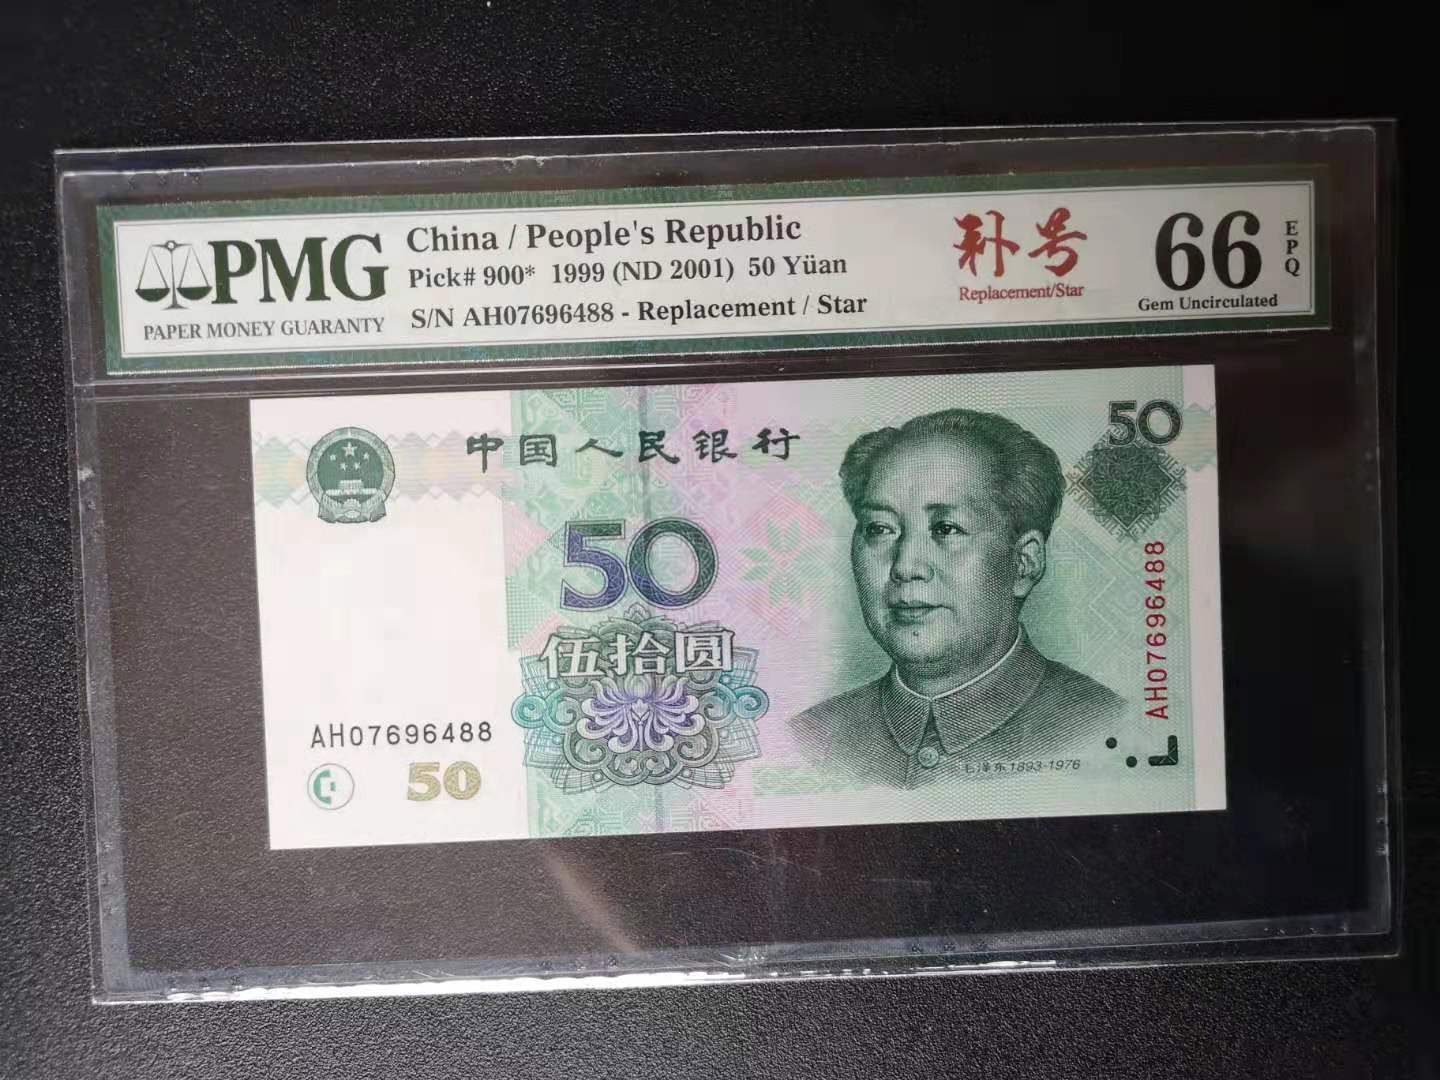 PMG
PAPER MONEY GUARANTY
China / People's Republic
Pick# 900* 1999 (ND 2001) 50 Yüan
S/N AH07696488 - Replacement / Star
补号
Replacement/Star
66
EPQ
Gem Uncirculated
中国人民银行
50
50
伍拾圆
AH07696488
AH07696488
50
毛泽东1893-1976